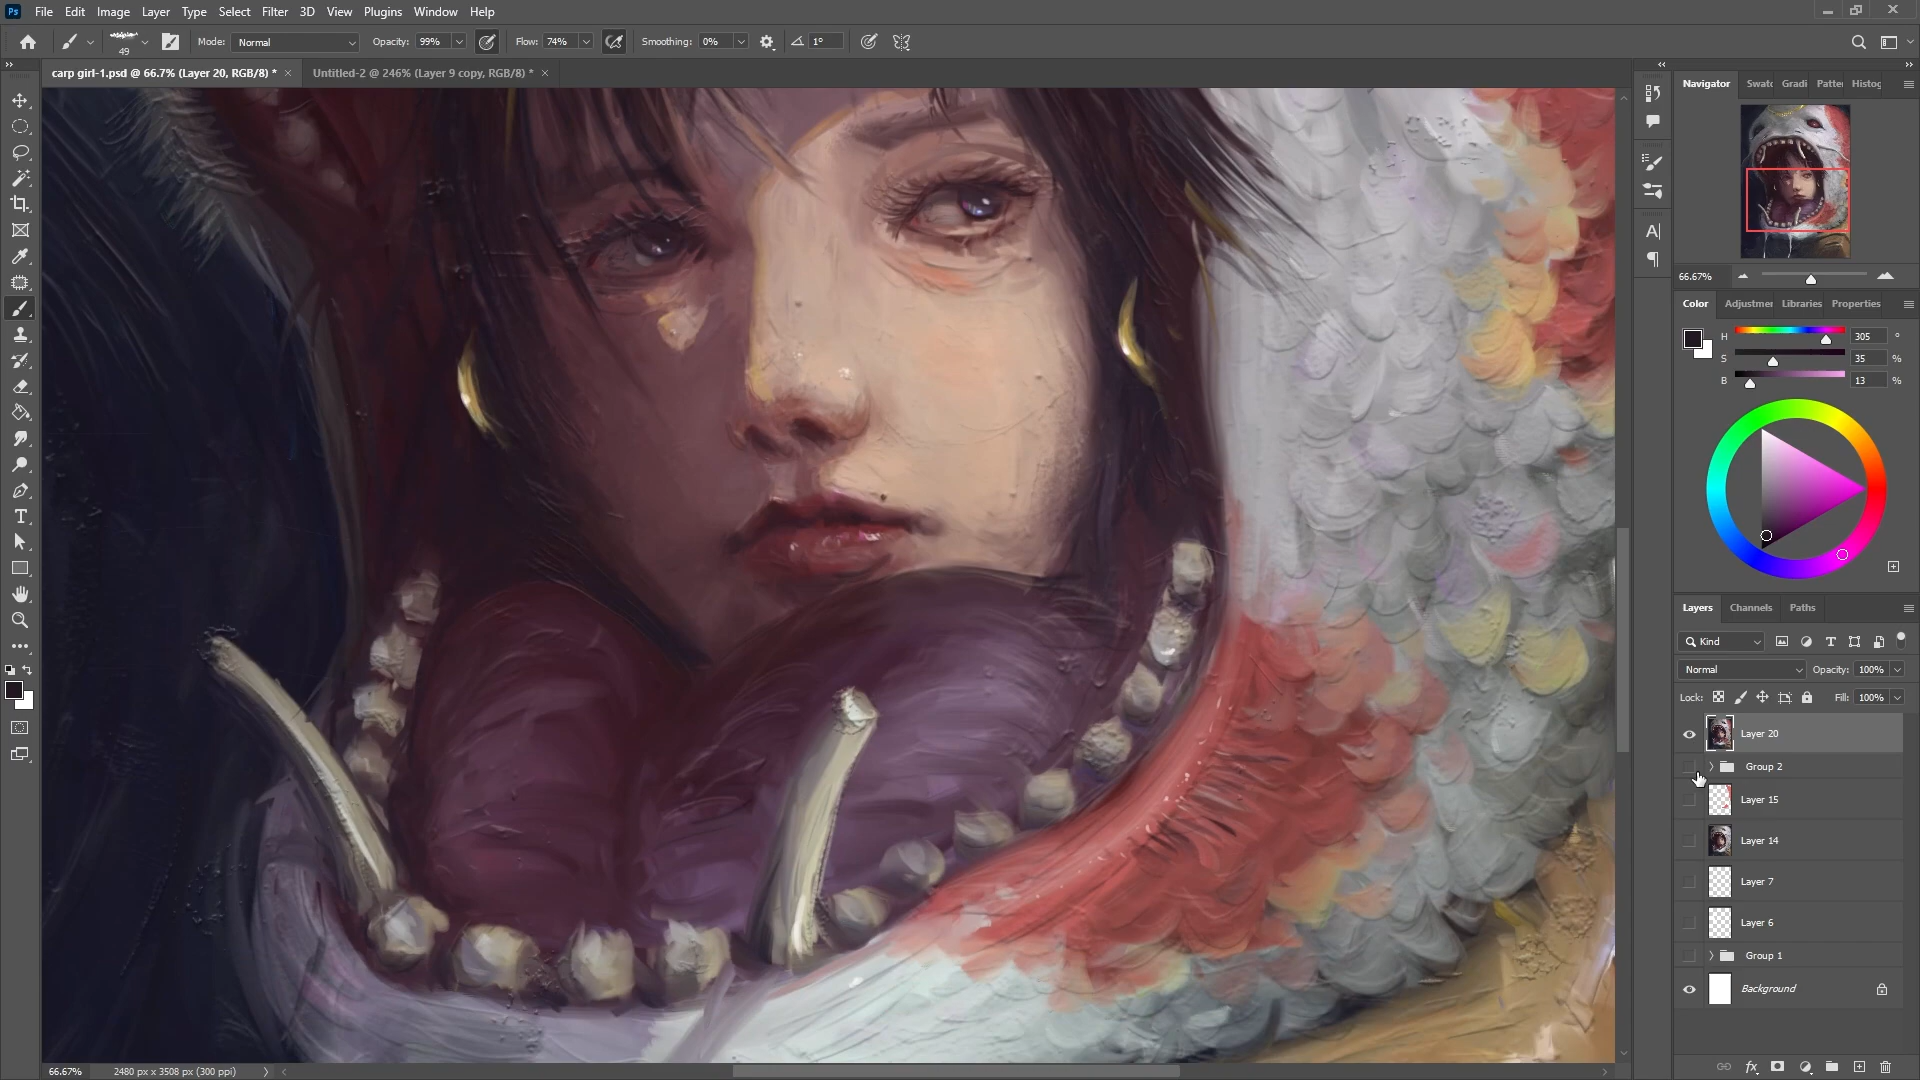 Ps File Edit Image Layer Type Select Filter 3D View Plugins Window Help
49 Mode: Normal Opacity: 99% Flow: 74% Smoothing: 0% 1°
carp girl-1.psd @ 66.7% (Layer 20, RGB/8) * × Untitled-2 @ 246% (Layer 9 copy, RGB/8) * ×
Navigator Swatc Gradi Patte Histog
66.67%
Color Adjustmer Libraries Properties
H 305 °
S 35 %
B 13 %
Layers Channels Paths
Kind
Normal Opacity: 100%
Lock: Fill: 100%
Layer 20
Group 2
Layer 15
Layer 14
Layer 7
Layer 6
Group 1
Background
fx
66.67% 2480 px x 3508 px (300 ppi)